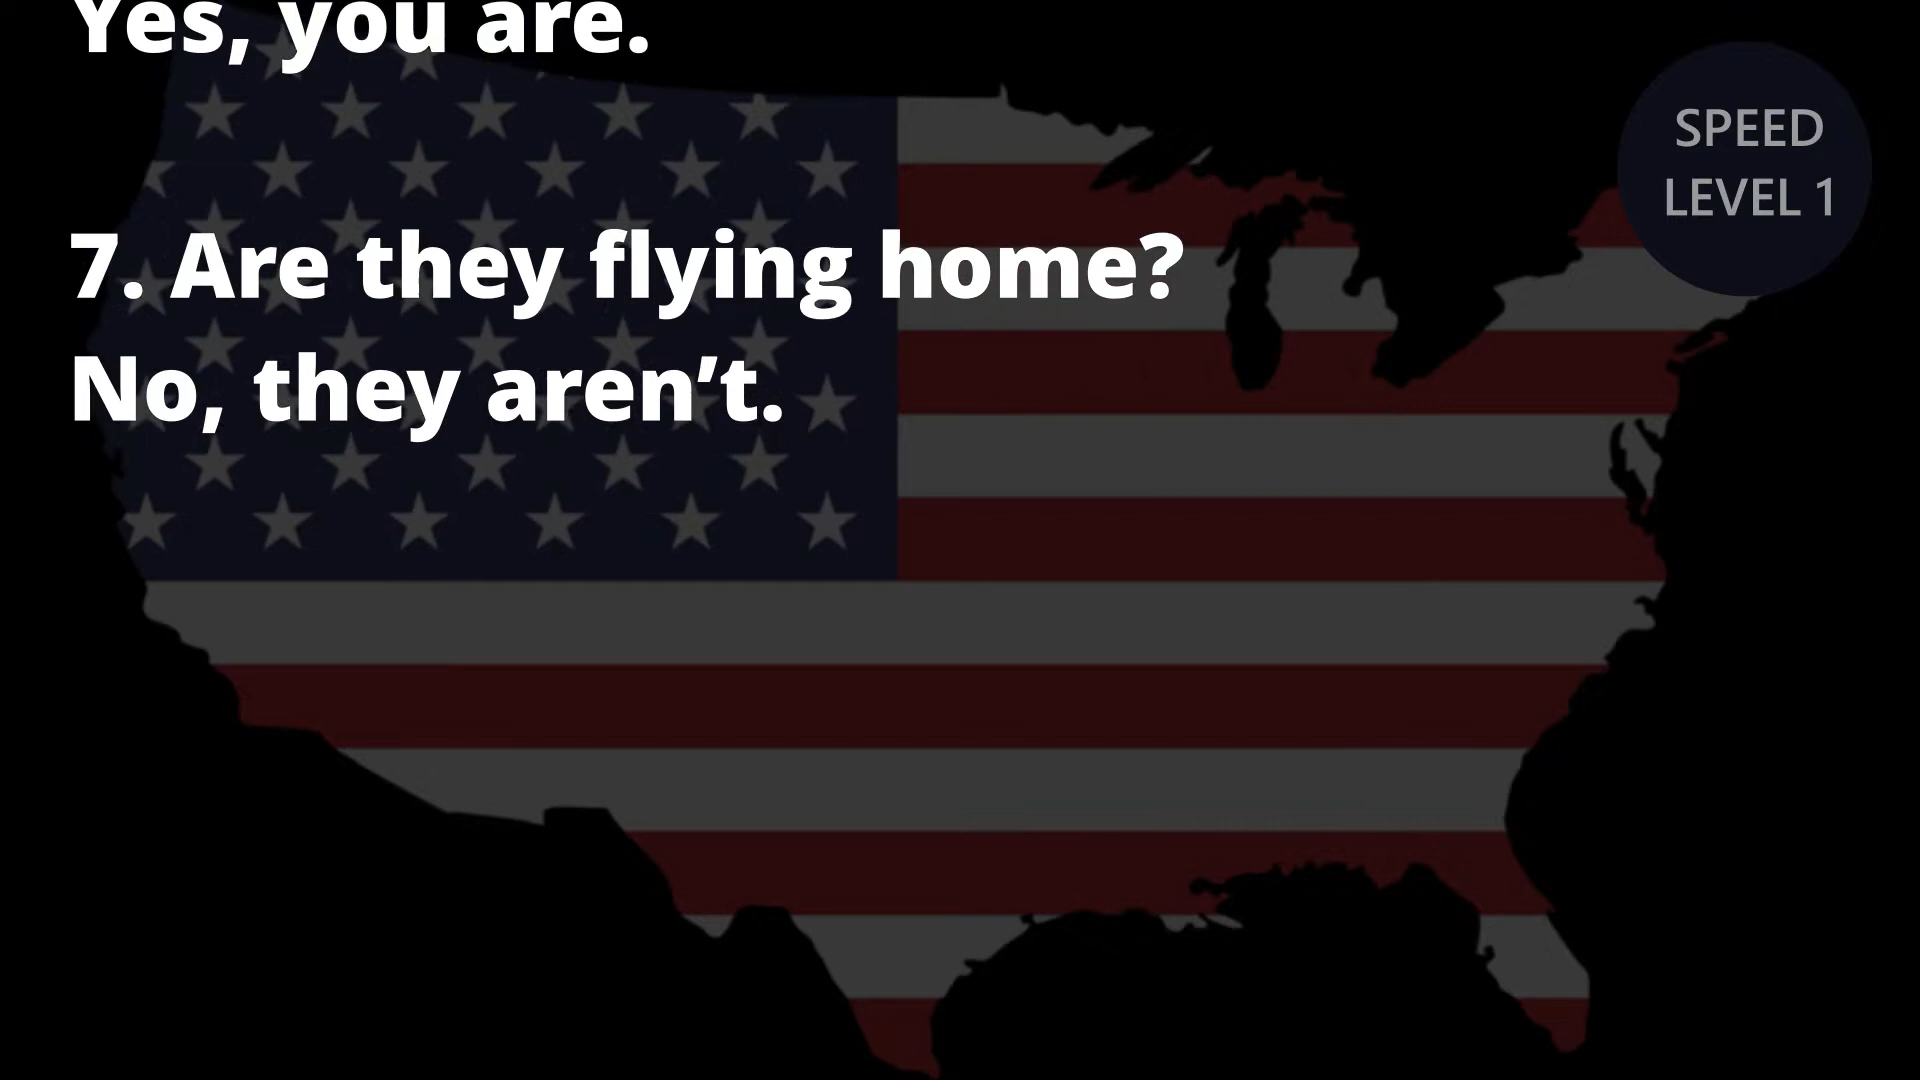 Yes, you are.
SPEED
LEVEL 1
7. Are they flying home?
No, they aren’t.